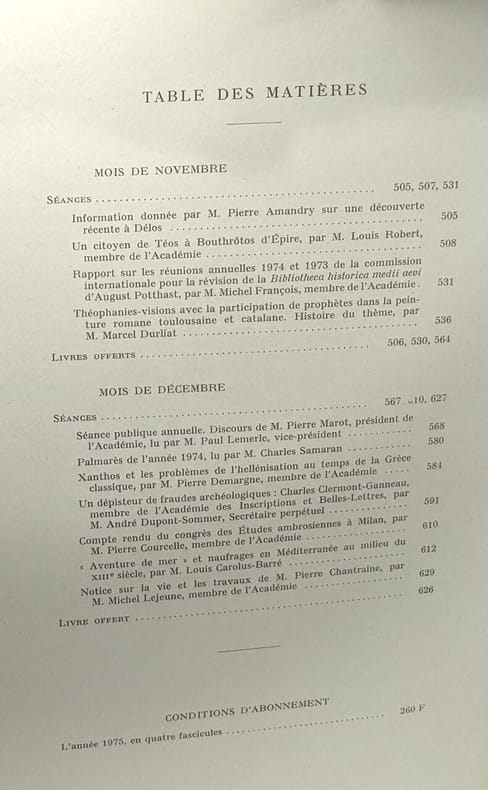 TABLE DES MATIÈRES
MOIS DE NOVEMBRE
SÉANCES ........ 505, 507, 531
Information donnée par M. Pierre Amandry sur une découverte
récente à Délos ........ 505
Un citoyen de Téos à Bouthrôtos d'Épire, par M. Louis Robert,
membre de l'Académie ........ 508
Rapport sur les réunions annuelles 1974 et 1973 de la commission
internationale pour la révision de la Bibliotheca historica medii aevi
d'August Potthast, par M. Michel François, membre de l'Académie . 531
Théophanies-visions avec la participation de prophètes dans la pein-
ture romane toulousaine et catalane. Histoire du thème, par
M. Marcel Durliat ........ 536
LIVRES OFFERTS ........ 506, 530, 564
MOIS DE DÉCEMBRE
SÉANCES ........ 567 10, 627
Séance publique annuelle. Discours de M. Pierre Marot, président de
l'Académie, lu par M. Paul Lemerle, vice-président ........ 568
Palmarès de l'année 1974, lu par M. Charles Samaran ........ 580
Xanthos et les problèmes de l'hellénisation au temps de la Grèce
classique, par M. Pierre Demargne, membre de l'Académie ..... 584
Un dépisteur de fraudes archéologiques : Charles Clermont-Ganneau,
membre de l'Académie des Inscriptions et Belles-Lettres, par
M. André Dupont-Sommer, Secrétaire perpétuel ........ 591
Compte rendu du congrès des Études ambrosiennes à Milan, par
M. Pierre Courcelle, membre de l'Académie ........ 610
« Aventure de mer » et naufrages en Méditerranée au milieu du
XIIIe siècle, par M. Louis Carolus-Barré ........ 612
Notice sur la vie et les travaux de M. Pierre Chantraine, par
M. Michel Lejeune, membre de l'Académie ........ 629
LIVRE OFFERT ........ 626
CONDITIONS D'ABONNEMENT
L'année 1975, en quatre fascicules ........ 260 F